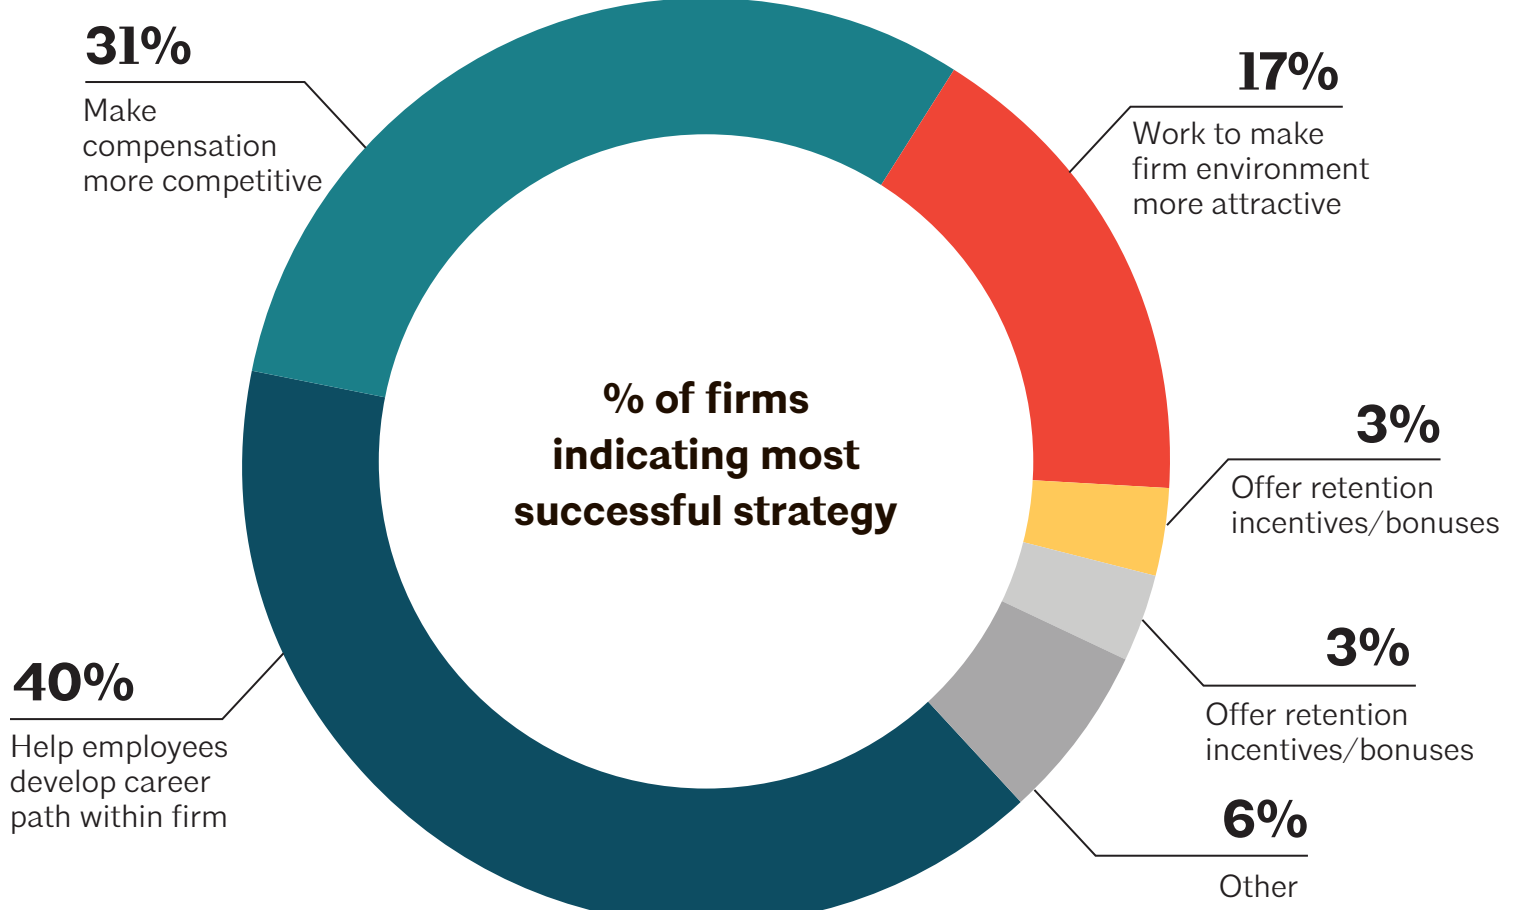 31%
Make
compensation
more competitive
17%
Work to make
firm environment
more attractive
% of firms
indicating most
successful strategy
3%
Offer retention
incentives/bonuses
3%
Offer retention
incentives/bonuses
40%
Help employees
develop career
path within firm
6%
Other